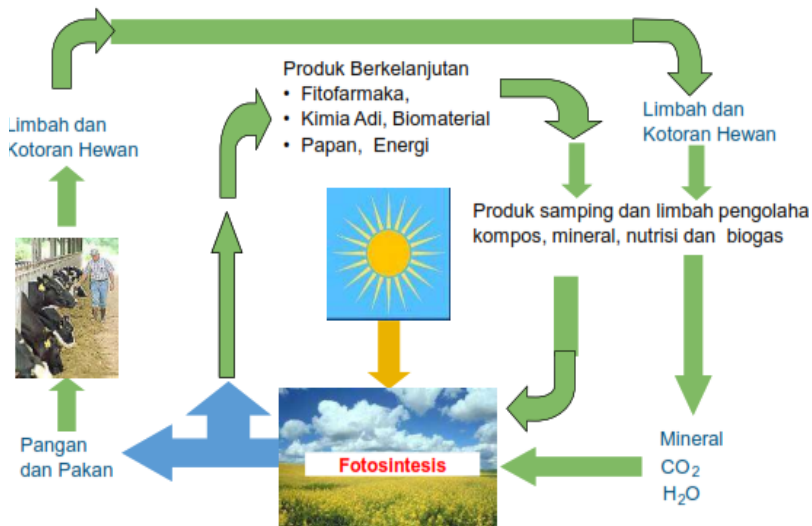 Produk Berkelanjutan
• Fitofarmaka,
• Kimia Adi, Biomaterial
• Papan, Energi
Limbah dan
Kotoran Hewan
Limbah dan
Kotoran Hewan
Produk samping dan limbah pengolaha
kompos, mineral, nutrisi dan biogas
Pangan
dan Pakan
Fotosintesis
Mineral
CO₂
H₂O